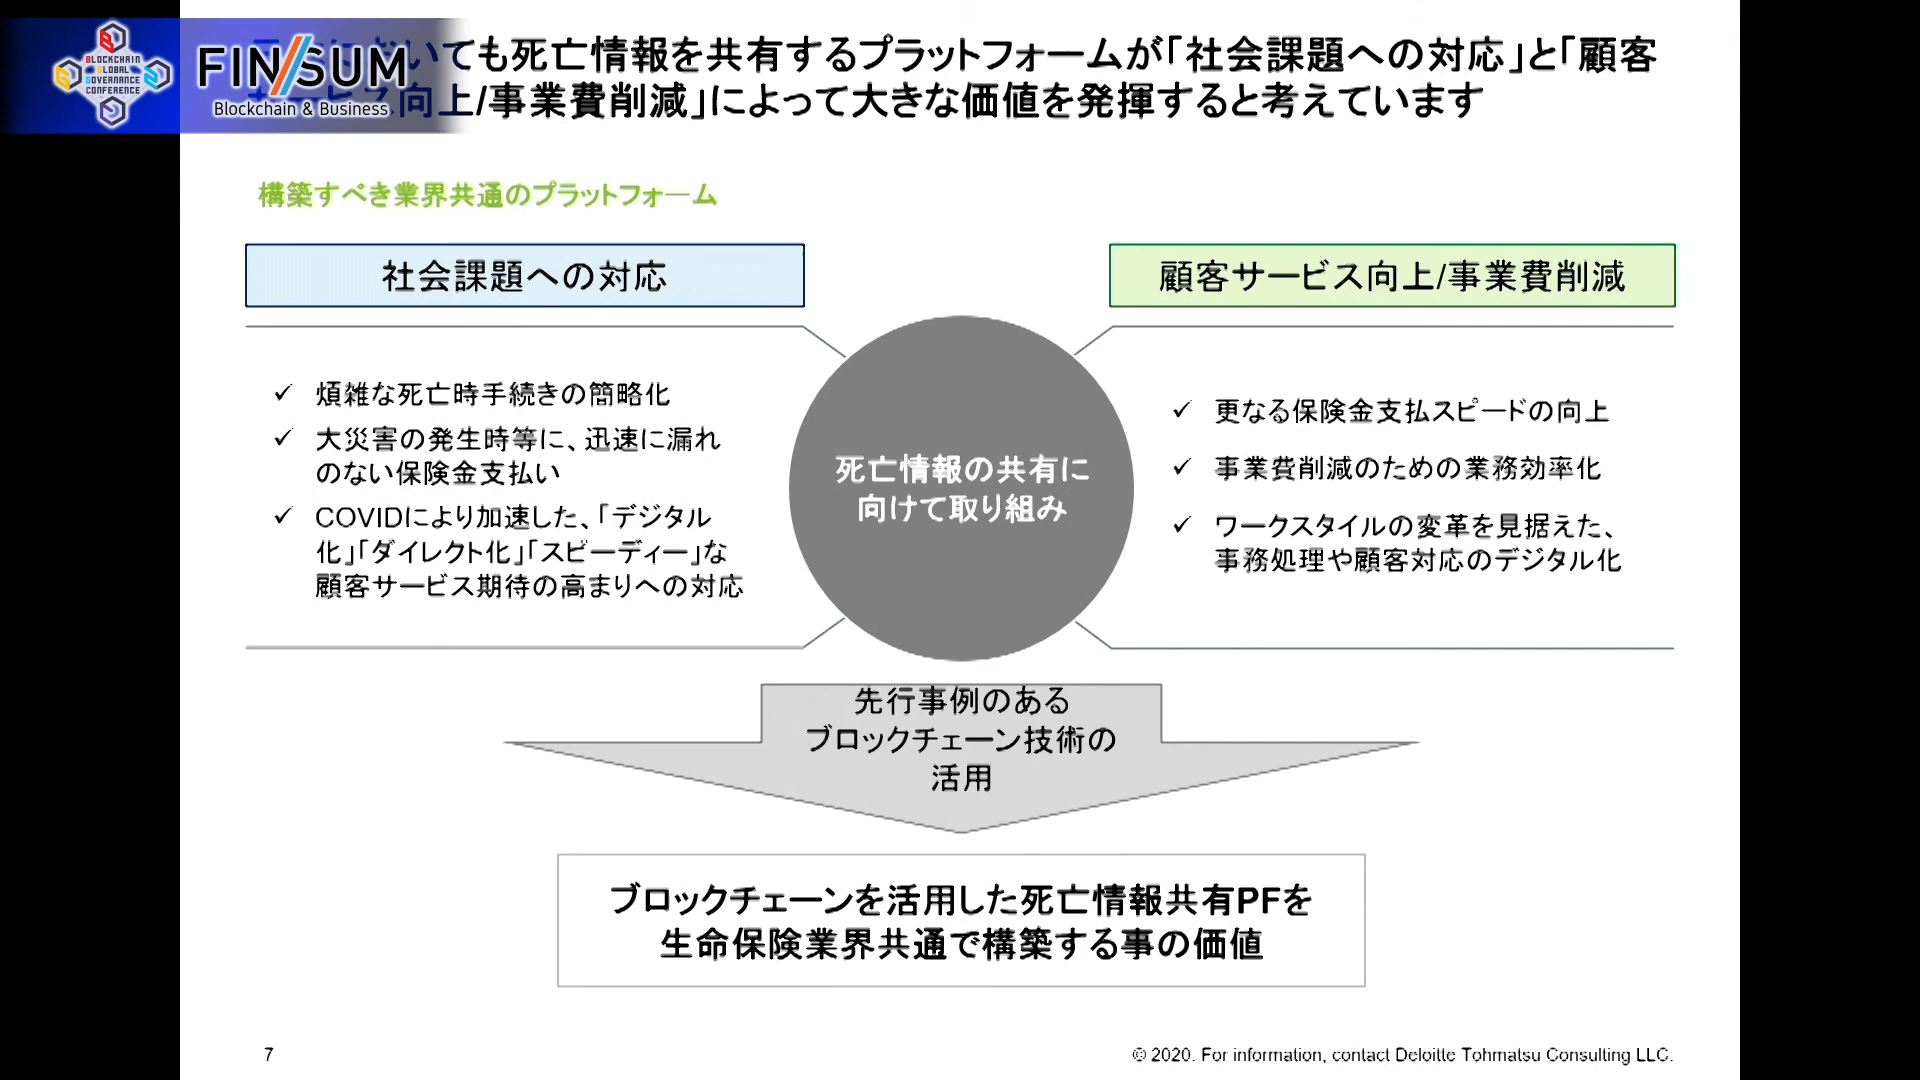 BLOCKCHAIN
GLOBAL
GOVERNANCE
CONFERENCE
FIN/SUM
Blockchain & Business
いても死亡情報を共有するプラットフォームが「社会課題への対応」と「顧客
サービス向上/事業費削減」によって大きな価値を発揮すると考えています
構築すべき業界共通のプラットフォーム
社会課題への対応
✓ 煩雑な死亡時手続きの簡略化
✓ 大災害の発生時等に、迅速に漏れ
のない保険金支払い
✓ COVIDにより加速した、「デジタル
化」「ダイレクト化」「スピーディー」な
顧客サービス期待の高まりへの対応
死亡情報の共有に
向けて取り組み
顧客サービス向上/事業費削減
✓ 更なる保険金支払スピードの向上
✓ 事業費削減のための業務効率化
✓ ワークスタイルの変革を見据えた、
事務処理や顧客対応のデジタル化
先行事例のある
ブロックチェーン技術の
活用
ブロックチェーンを活用した死亡情報共有PFを
生命保険業界共通で構築する事の価値
7
© 2020. For information, contact Deloitte Tohmatsu Consulting LLC.